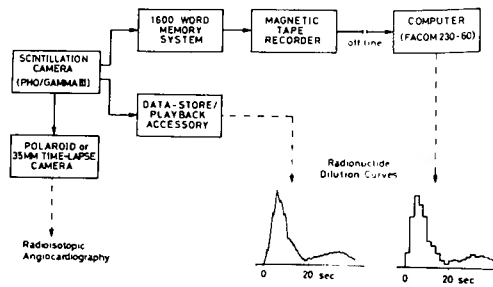 1600 WORD
MEMORY
SYSTEM
MAGNETIC
TAPE
RECORDER
off line
COMPUTER
(FACOM 230-60)
SCINTILLATION
CAMERA
(PHO/GAMMA III)
DATA-STORE/
PLAYBACK
ACCESSORY
POLAROID or
35MM TIME-LAPSE
CAMERA
Radionuclide
Dilution Curves
Radioisotopic
Angiocardiography
0 20 sec
0 20 sec